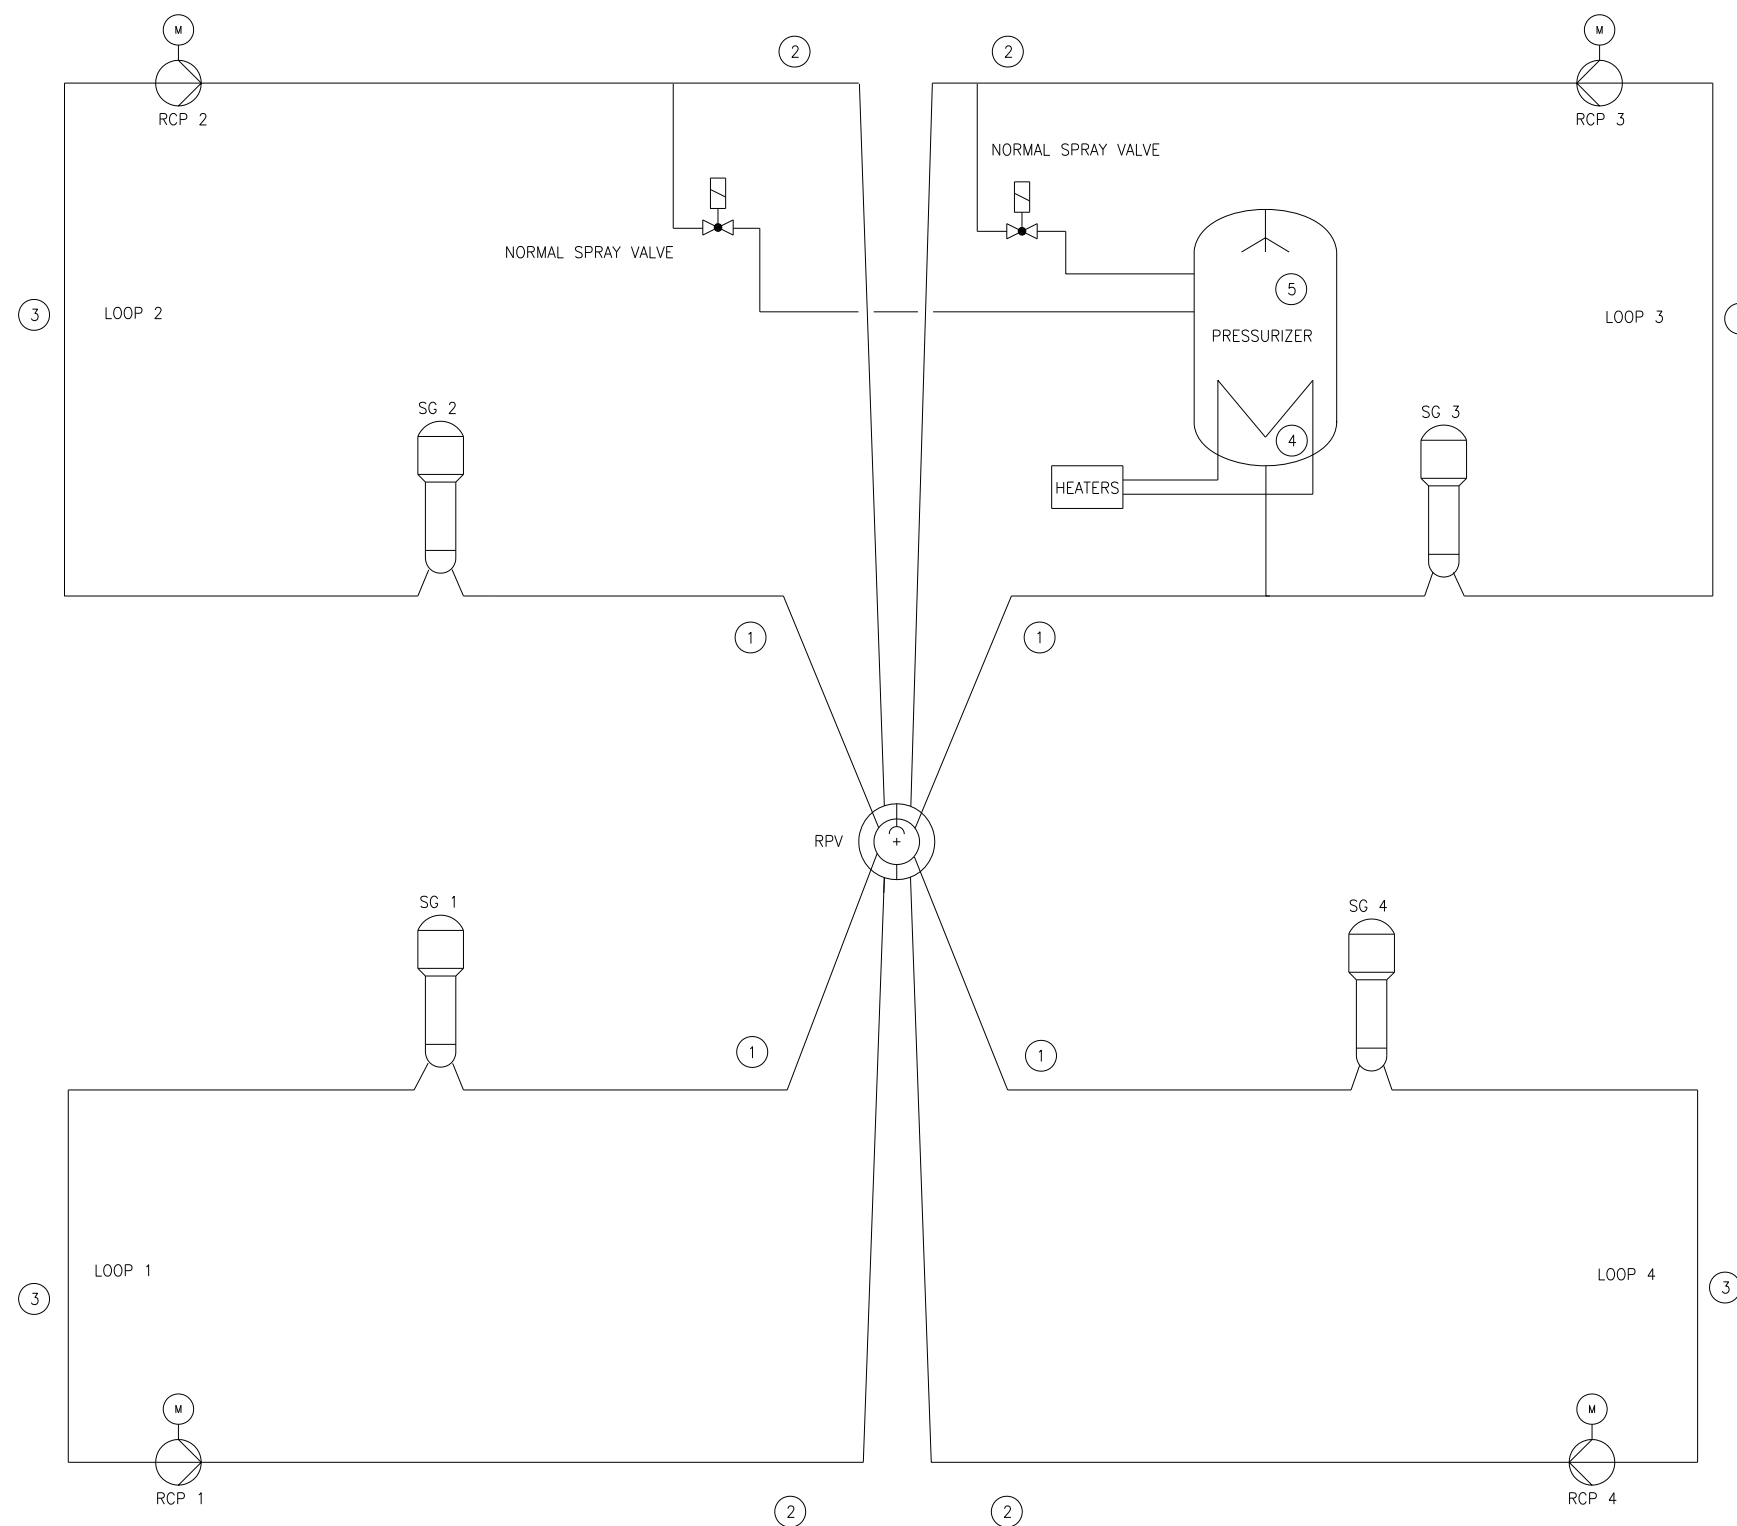 M
M
2
2
RCP 2
RCP 3
NORMAL SPRAY VALVE
NORMAL SPRAY VALVE
5
3
LOOP 2
LOOP 3
PRESSURIZER
SG 2
SG 3
4
HEATERS
1
1
RPV
SG 1
SG 4
1
1
LOOP 1
LOOP 4
3
3
M
M
RCP 1
RCP 4
2
2